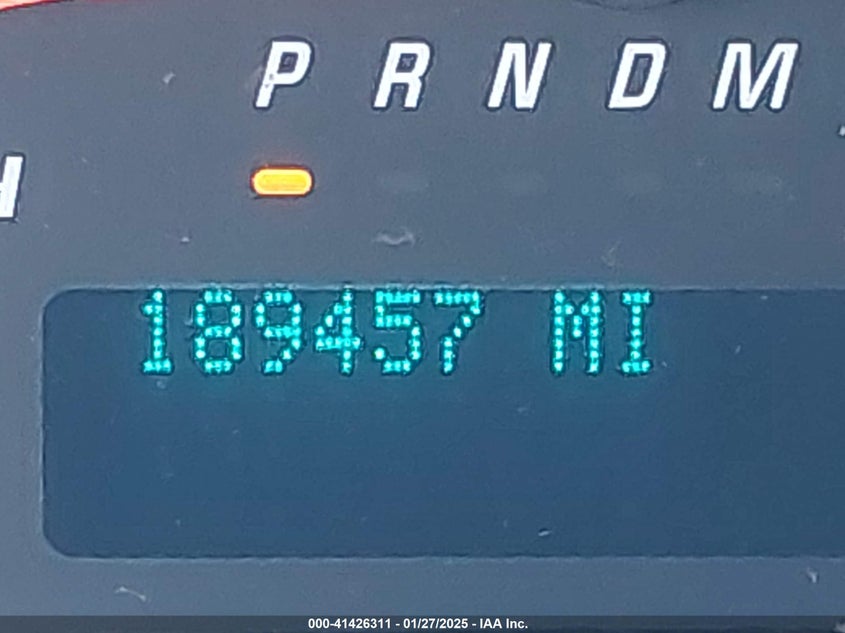 P R N D M
H
189457 MI
000-41426311 - 01/27/2025 - IAA Inc.